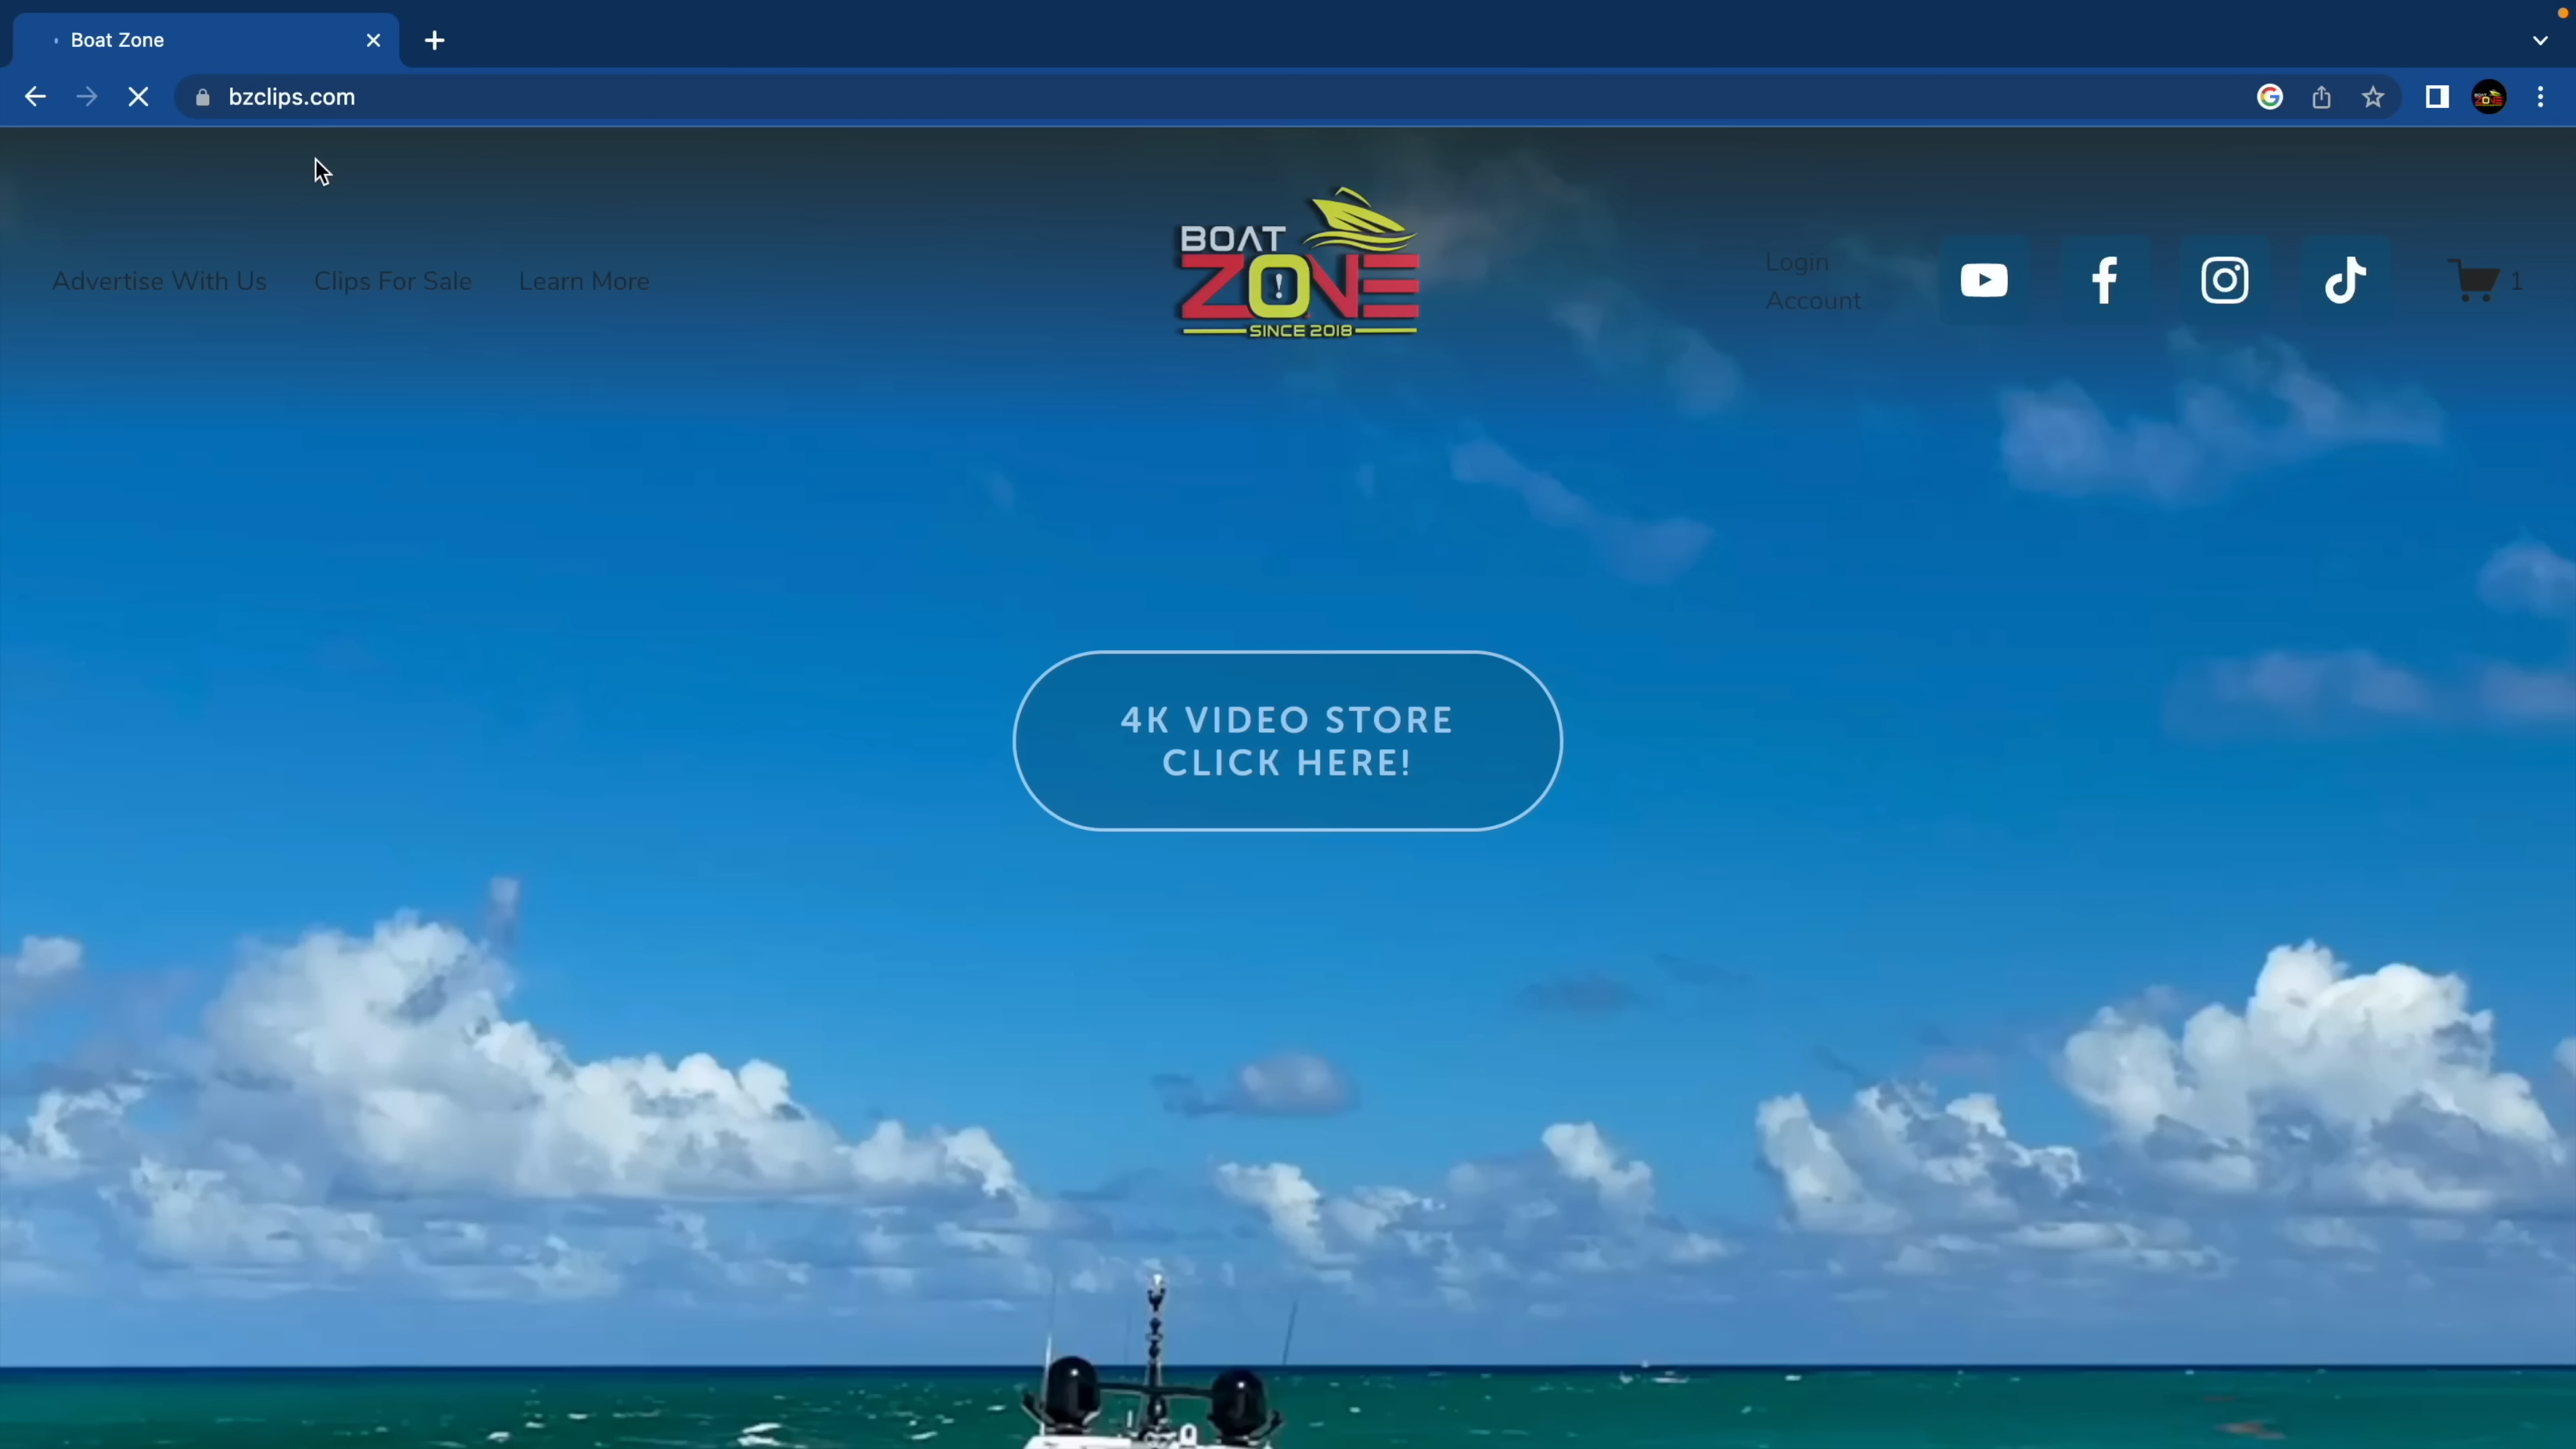 Boat Zone
bzclips.com
Advertise With Us
Clips For Sale
Learn More
BOAT
ZONE
!
SINCE 2018
Login
Account
1
4K VIDEO STORE
CLICK HERE!